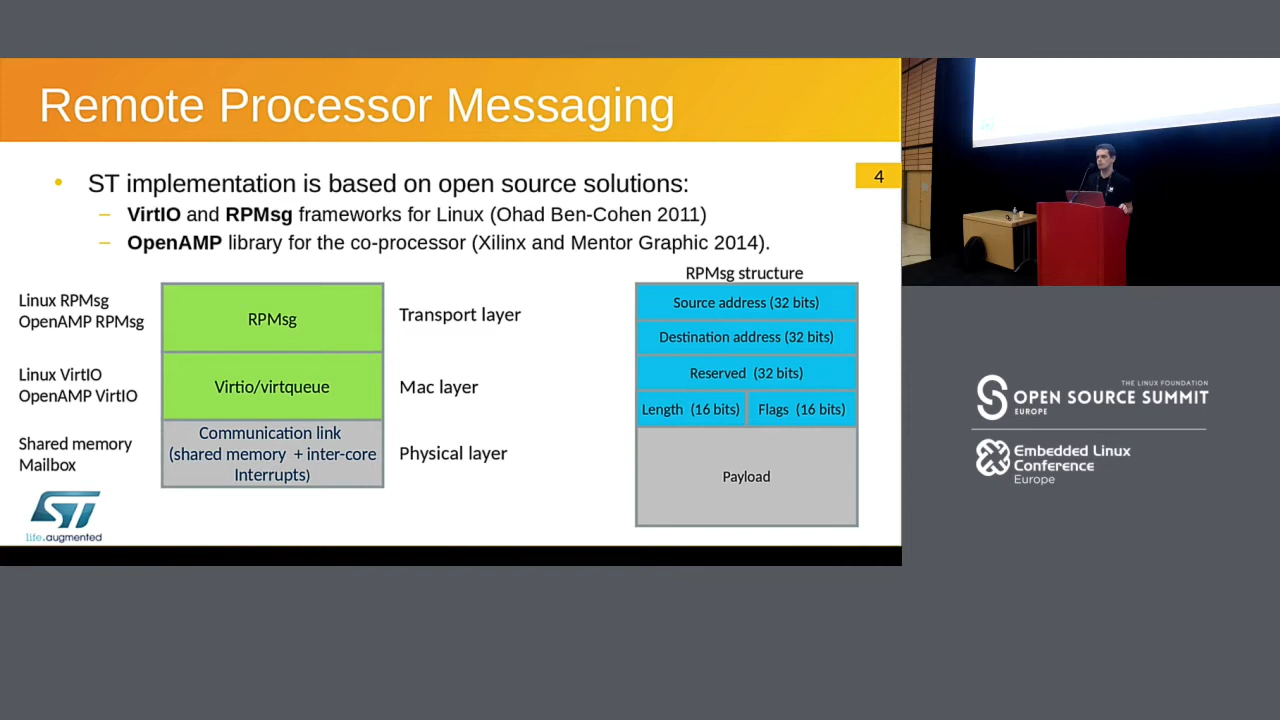 Remote Processor Messaging
4
• ST implementation is based on open source solutions:
– VirtIO and RPMsg frameworks for Linux (Ohad Ben-Cohen 2011)
– OpenAMP library for the co-processor (Xilinx and Mentor Graphic 2014).
Linux RPMsg
OpenAMP RPMsg
RPMsg
Transport layer
Linux VirtIO
OpenAMP VirtIO
Virtio/virtqueue
Mac layer
Shared memory
Mailbox
Communication link
(shared memory + inter-core
Interrupts)
Physical layer
RPMsg structure
Source address (32 bits)
Destination address (32 bits)
Reserved (32 bits)
Length (16 bits)
Flags (16 bits)
Payload
ST
life.augmented
THE LINUX FOUNDATION
OPEN SOURCE SUMMIT
EUROPE
Embedded Linux
Conference
Europe